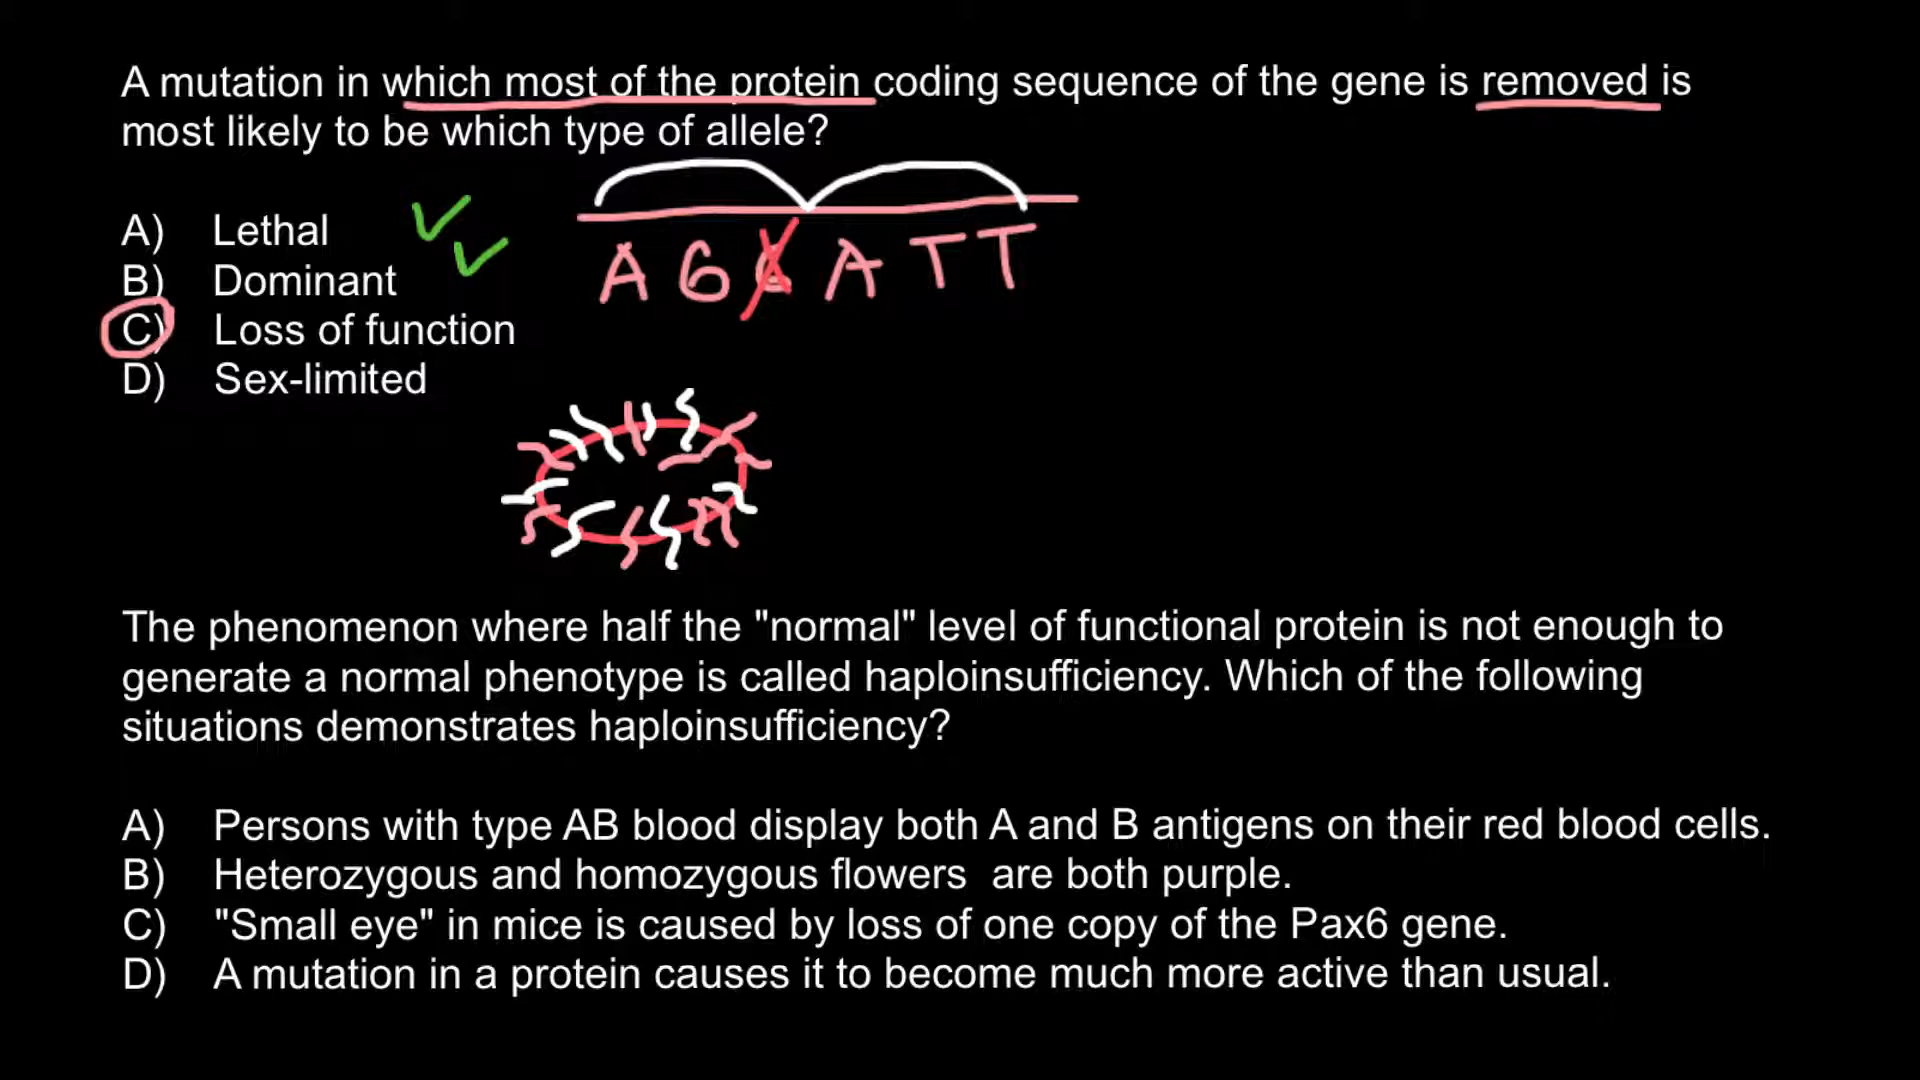 A mutation in which most of the protein coding sequence of the gene is removed is
most likely to be which type of allele?
A) Lethal
B) Dominant
C) Loss of function
D) Sex-limited
A G A T T
The phenomenon where half the "normal" level of functional protein is not enough to
generate a normal phenotype is called haploinsufficiency. Which of the following
situations demonstrates haploinsufficiency?
A) Persons with type AB blood display both A and B antigens on their red blood cells.
B) Heterozygous and homozygous flowers are both purple.
C) "Small eye" in mice is caused by loss of one copy of the Pax6 gene.
D) A mutation in a protein causes it to become much more active than usual.